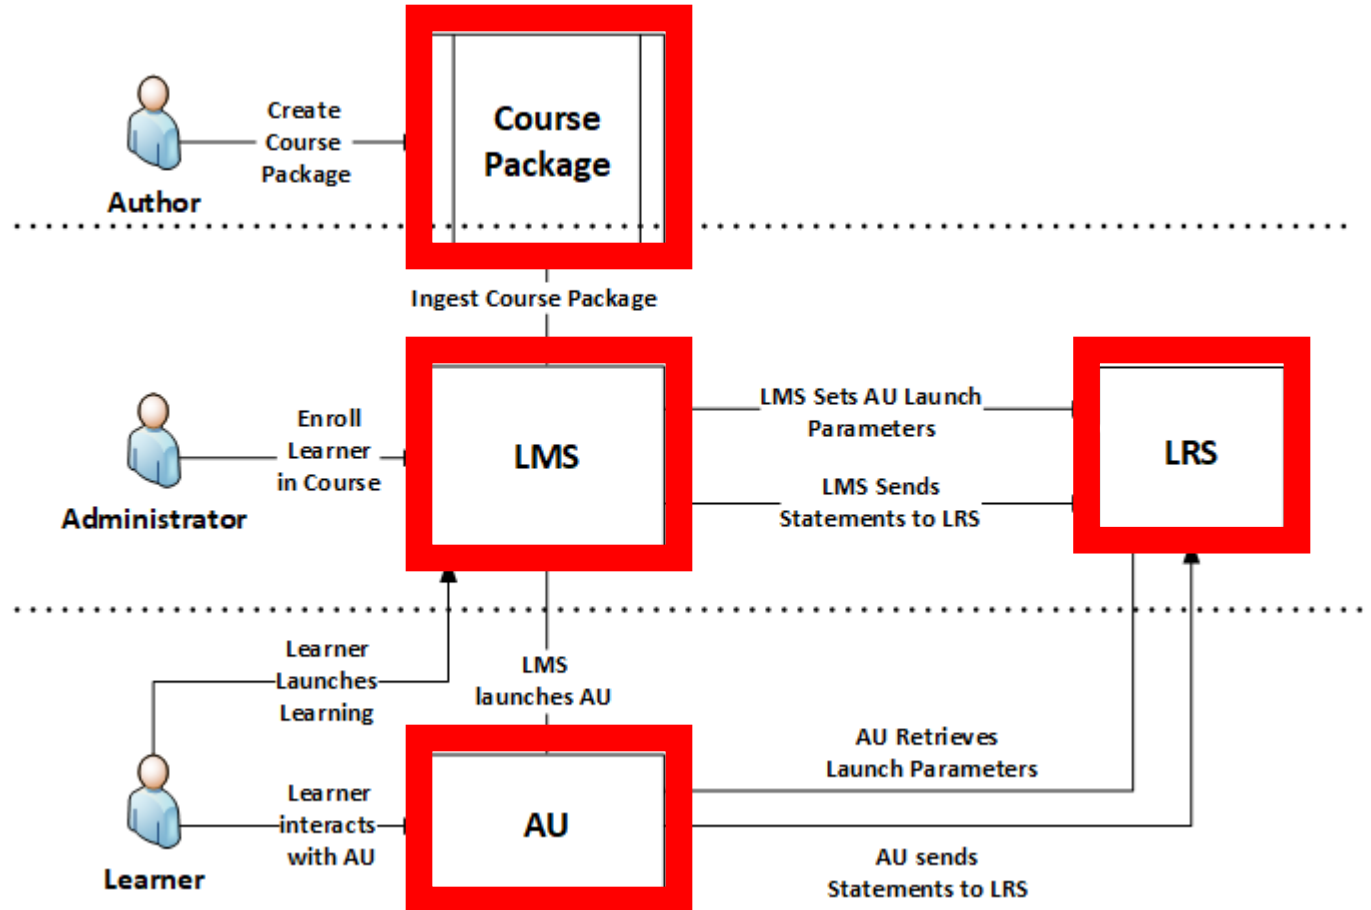 Create
Course
Package
Course
Package
Author
Ingest Course Package
Enroll
Learner
in Course
LMS
LMS Sets AU Launch
Parameters
LMS Sends
Statements to LRS
LRS
Administrator
Learner
Launches
Learning
LMS
launches AU
AU Retrieves
Launch Parameters
Learner
interacts
with AU
AU
AU sends
Statements to LRS
Learner